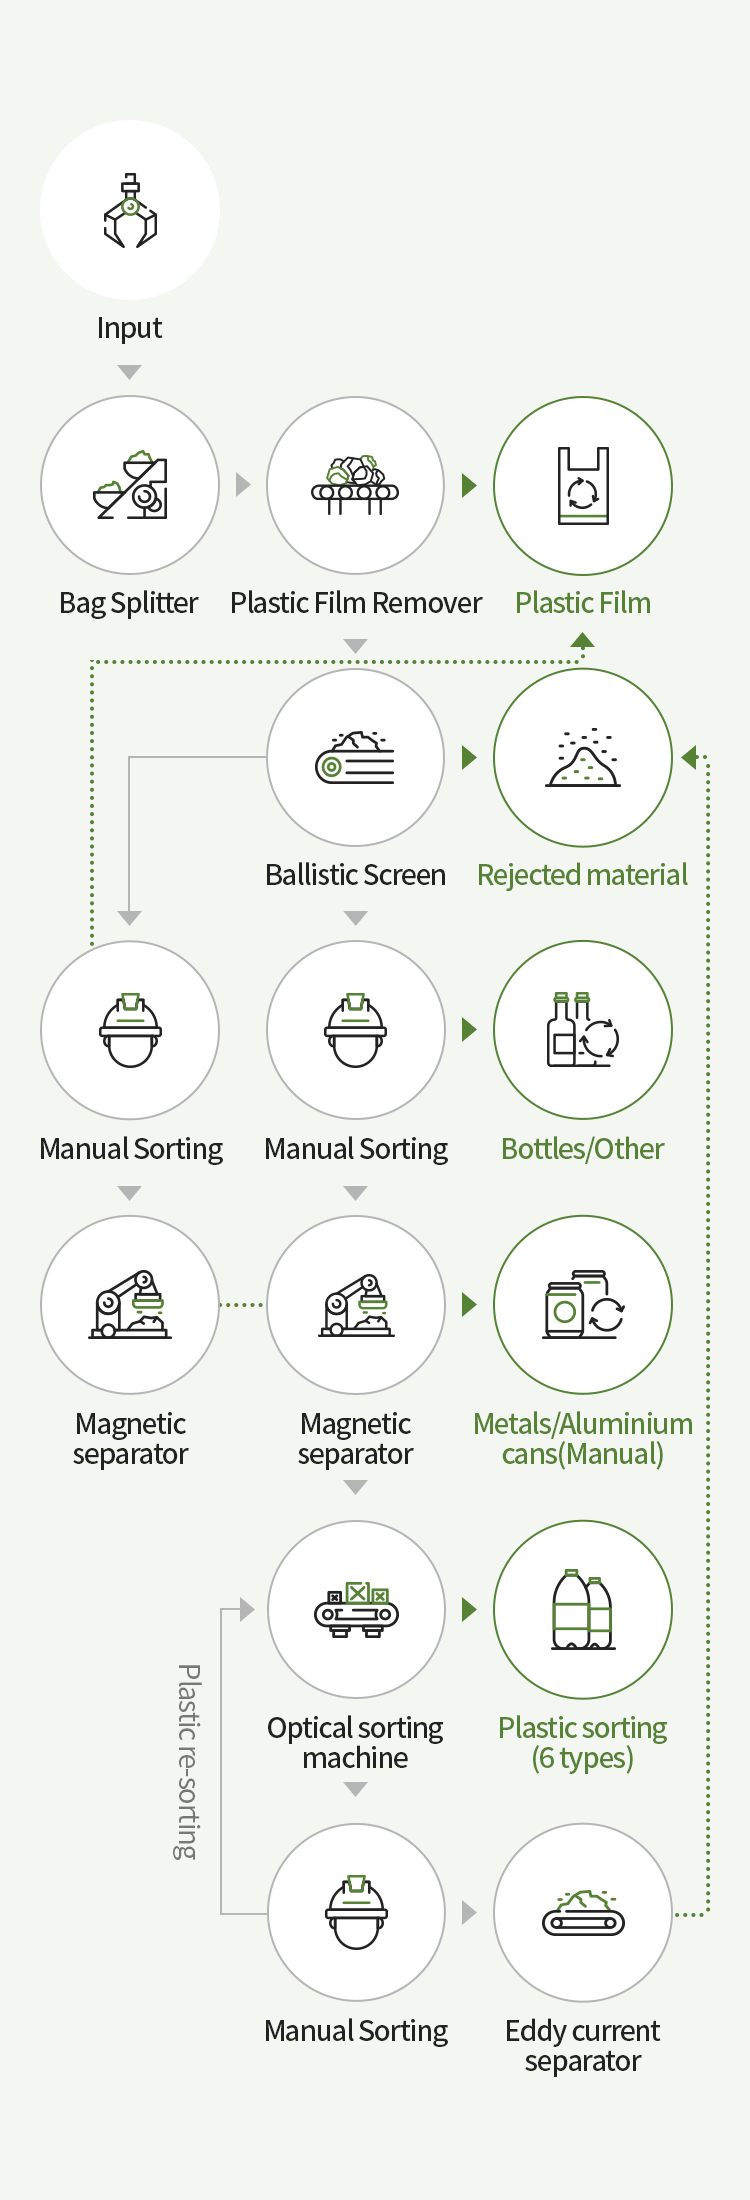 Input
Bag Splitter
Plastic Film Remover
Plastic Film
Ballistic Screen
Rejected material
Manual Sorting
Manual Sorting
Bottles/Other
Magnetic
separator
Magnetic
separator
Metals/Aluminium
cans(Manual)
Plastic re-sorting
Optical sorting
machine
Plastic sorting
(6 types)
Manual Sorting
Eddy current
separator